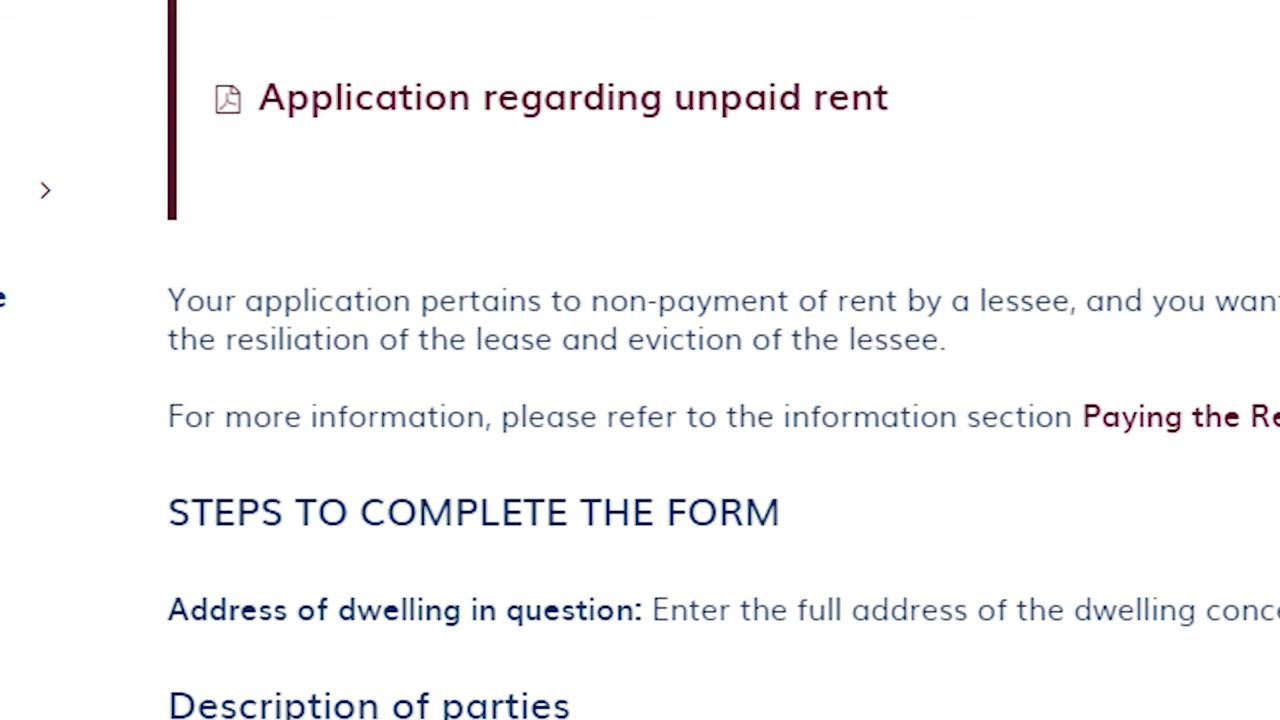 Application regarding unpaid rent
Your application pertains to non-payment of rent by a lessee, and you
the resiliation of the lease and eviction of the lessee.
For more information, please refer to the information section Paying the
STEPS TO COMPLETE THE FORM
Address of dwelling in question: Enter the full address of the dwelling
Description of parties